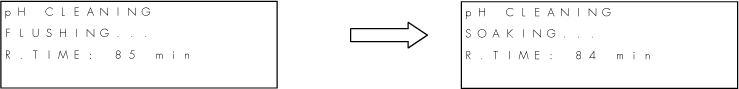 pH CLEANING
FLUSHING...
R.TIME: 85 min
pH CLEANING
SOAKING...
R.TIME: 84 min